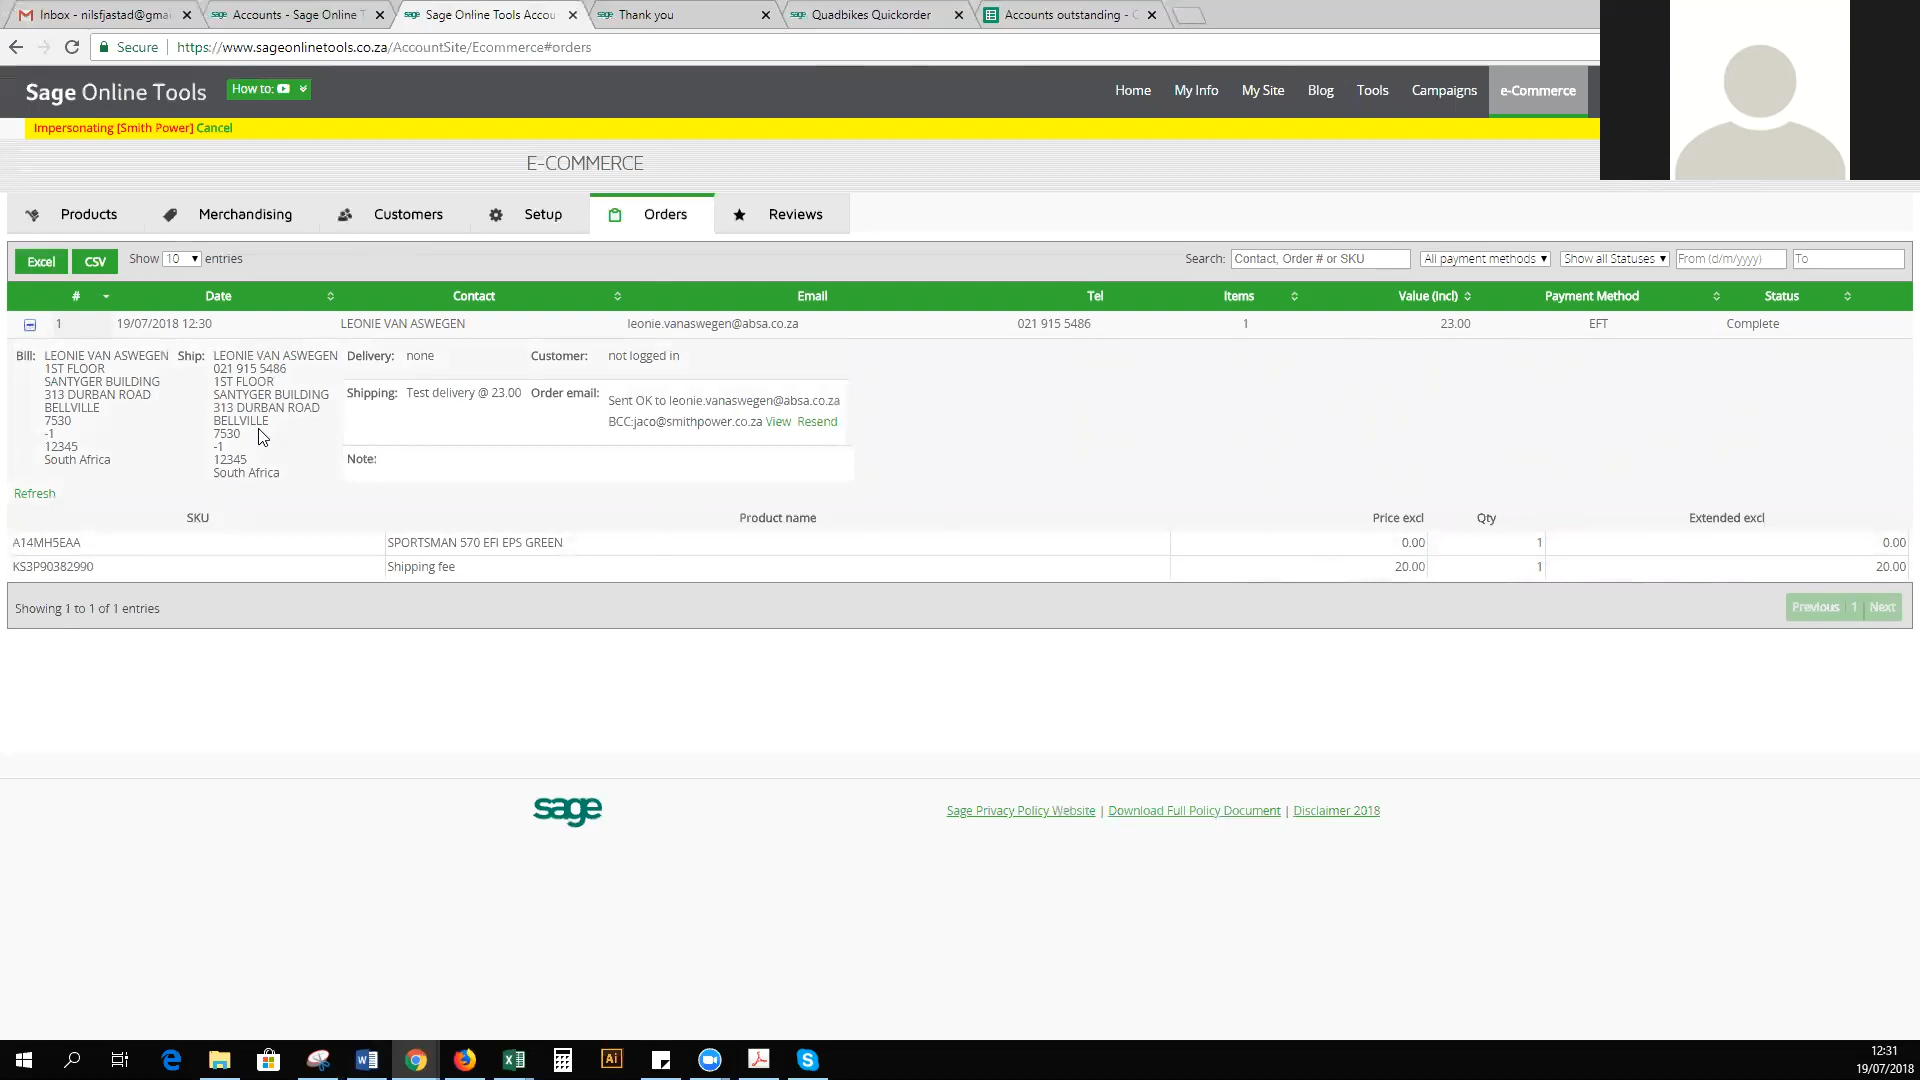 Inbox - nilsfjastad@gma
Accounts - Sage Online T
Sage Online Tools Accou
Thank you
Quadbikes Quickorder
Accounts outstanding -
Secure
https://www.sageonlinetools.co.za/AccountSite/Ecommerce#orders
Sage Online Tools
How to:
Home
My Info
My Site
Blog
Tools
Campaigns
e-Commerce
Impersonating [Smith Power] Cancel
E-COMMERCE
Products
Merchandising
Customers
Setup
Orders
Reviews
Excel
CSV
Show 10 entries
Search: Contact, Order # or SKU
All payment methods
Show all Statuses
From (d/m/yyyy)
To
# Date Contact Email Tel Items Value (Incl) Payment Method Status
1 19/07/2018 12:30 LEONIE VAN ASWEGEN leonie.vanaswegen@absa.co.za 021 915 5486 1 23.00 EFT Complete
Bill: LEONIE VAN ASWEGEN
1ST FLOOR
SANTYGER BUILDING
313 DURBAN ROAD
BELLVILLE
7530
-1
12345
South Africa
Ship: LEONIE VAN ASWEGEN
021 915 5486
1ST FLOOR
SANTYGER BUILDING
313 DURBAN ROAD
BELLVILLE
7530
-1
12345
South Africa
Delivery: none
Customer: not logged in
Shipping: Test delivery @ 23.00
Order email: Sent OK to leonie.vanaswegen@absa.co.za
BCC:jaco@smithpower.co.za View Resend
Note:
Refresh
SKU Product name Price excl Qty Extended excl
A14MH5EAA SPORTSMAN 570 EFI EPS GREEN 0.00 1 0.00
KS3P90382990 Shipping fee 20.00 1 20.00
Showing 1 to 1 of 1 entries
Previous 1 Next
sage
Sage Privacy Policy Website | Download Full Policy Document | Disclaimer 2018
Ai
12:31
19/07/2018